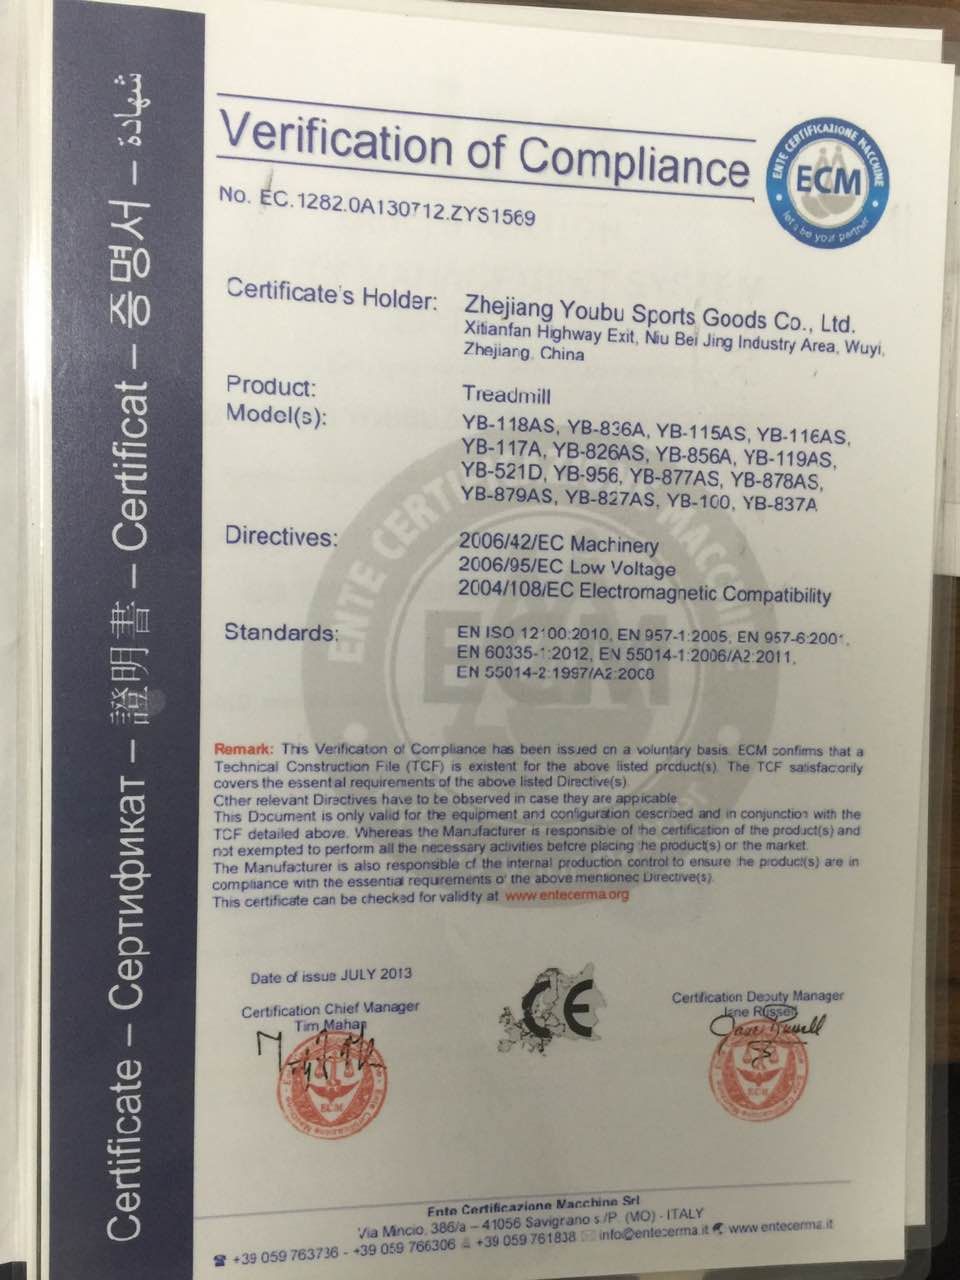 Verification of Compliance
ENTE CERTIFICAZIONE MACCHINE
ECM
let's be your partner
No. EC.1282.0A130712.ZYS1569
Certificate's Holder:
Zhejiang Youbu Sports Goods Co., Ltd.
Xitianfan Highway Exit, Niu Bei Jing Industry Area, Wuyi,
Zhejiang, China
Product:
Treadmill
Model(s):
YB-118AS, YB-836A, YB-115AS, YB-116AS,
YB-117A, YB-826AS, YB-856A, YB-119AS,
YB-521D, YB-956, YB-877AS, YB-878AS,
YB-879AS, YB-827AS, YB-100, YB-837A
Directives:
2006/42/EC Machinery
2006/95/EC Low Voltage
2004/108/EC Electromagnetic Compatibility
Standards:
EN ISO 12100:2010, EN 957-1:2005, EN 957-6:2001,
EN 60335-1:2012, EN 55014-1:2006/A2:2011,
EN 55014-2:1997/A2:2008
Remark: This Verification of Compliance has been issued on a voluntary basis. ECM confirms that a
Technical Construction File (TCF) is existent for the above listed product(s). The TCF satisfactorily
covers the essential requirements of the above listed Directive(s).
Other relevant Directives have to be observed in case they are applicable.
This Document is only valid for the equipment and configuration described and in conjunction with the
TCF detailed above. Whereas the Manufacturer is responsible of the certification of the product(s) and
not exempted to perform all the necessary activities before placing the product(s) or the market.
The Manufacturer is also responsible of the internal production control to ensure the product(s) are in
compliance with the essential requirements of the above mentioned Directive(s).
This certificate can be checked for validity at www.entecerma.org
Date of issue JULY 2013
Certification Chief Manager
Tim Mahan
CE
Certification Deputy Manager
Jane Russell
Jane Russell
ECM
ECM
Ente Certificazione Macchine Srl
Via Mincio, 386/a – 41056 Savignano s./P. (MO) - ITALY
+39 059 763736 - +39 059 766306 +39 059 761838 info@entecerma.it www.entecerma.it
Certificate – Сертификат – 證明書 – Certificat – 증명서 – شهادة